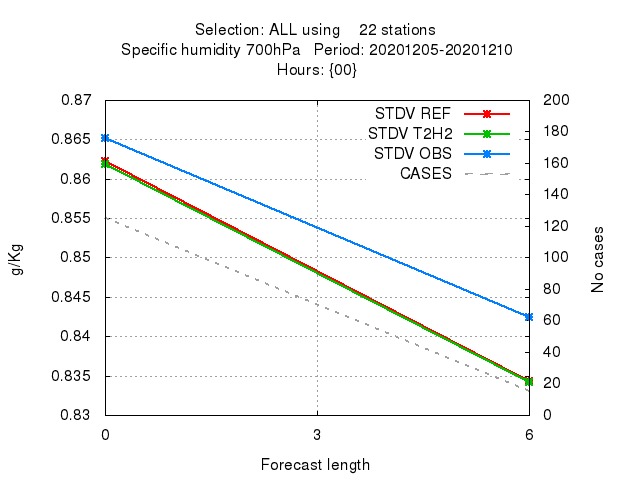 Selection: ALL using 22 stations
Specific humidity 700hPa Period: 20201205-20201210
Hours: {00}
STDV REF
STDV T2H2
STDV OBS
CASES
0.87
0.865
0.86
0.855
0.85
0.845
0.84
0.835
0.83
200
180
160
140
120
100
80
60
40
20
0
g/Kg
No cases
0 3 6
Forecast length